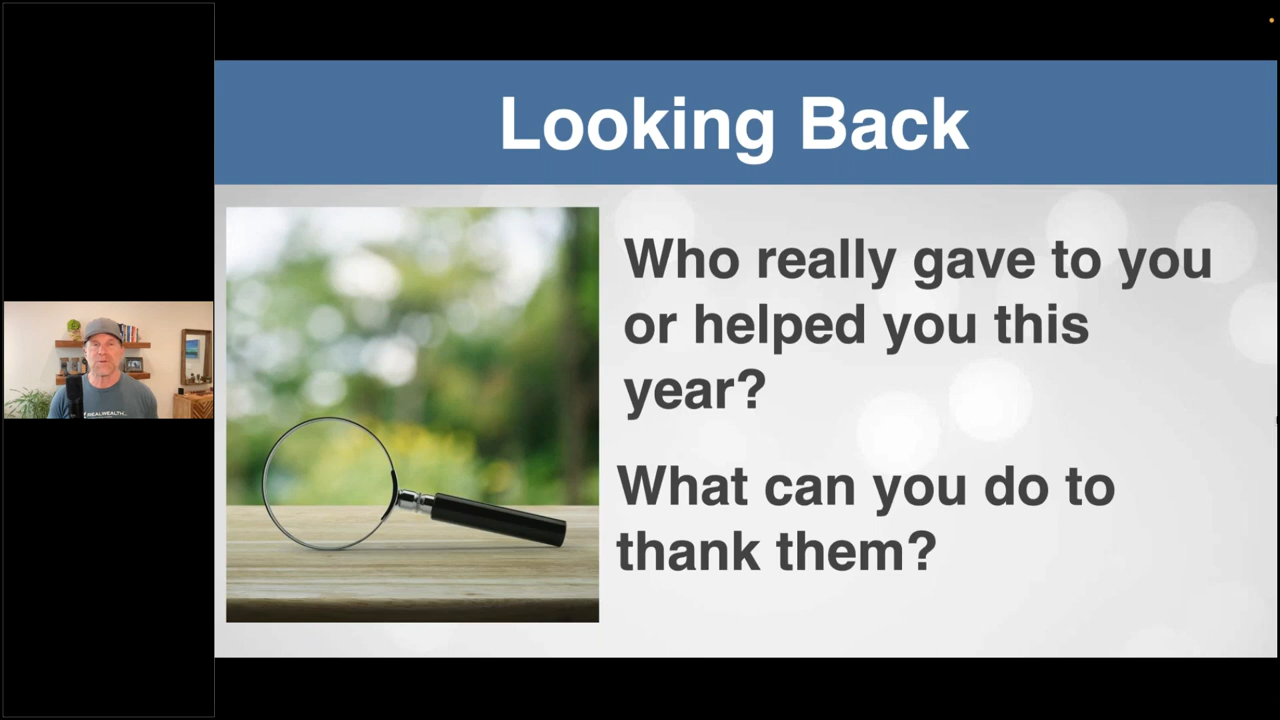 Looking Back
Who really gave to you
or helped you this
year?
What can you do to
thank them?
REALWEALTH